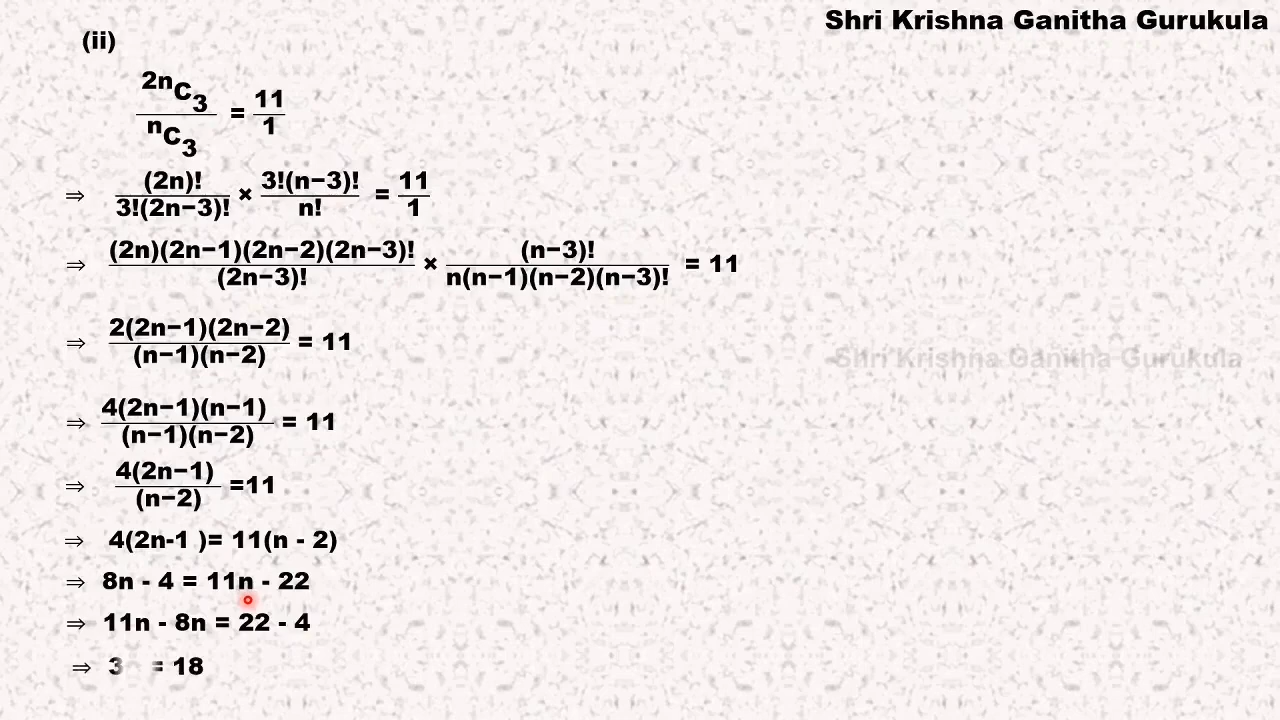 Shri Krishna Ganitha Gurukula
(ii)
2nC3 / nC3 = 11/1
⇒ (2n)! / 3!(2n−3)! × 3!(n−3)! / n! = 11/1
⇒ (2n)(2n−1)(2n−2)(2n−3)! / (2n−3)! × (n−3)! / n(n−1)(n−2)(n−3)! = 11
⇒ 2(2n−1)(2n−2) / (n−1)(n−2) = 11
Shri Krishna Ganitha Gurukula
⇒ 4(2n−1)(n−1) / (n−1)(n−2) = 11
⇒ 4(2n−1) / (n−2) =11
⇒ 4(2n-1 )= 11(n - 2)
⇒ 8n - 4 = 11n - 22
⇒ 11n - 8n = 22 - 4
⇒ 3 = 18